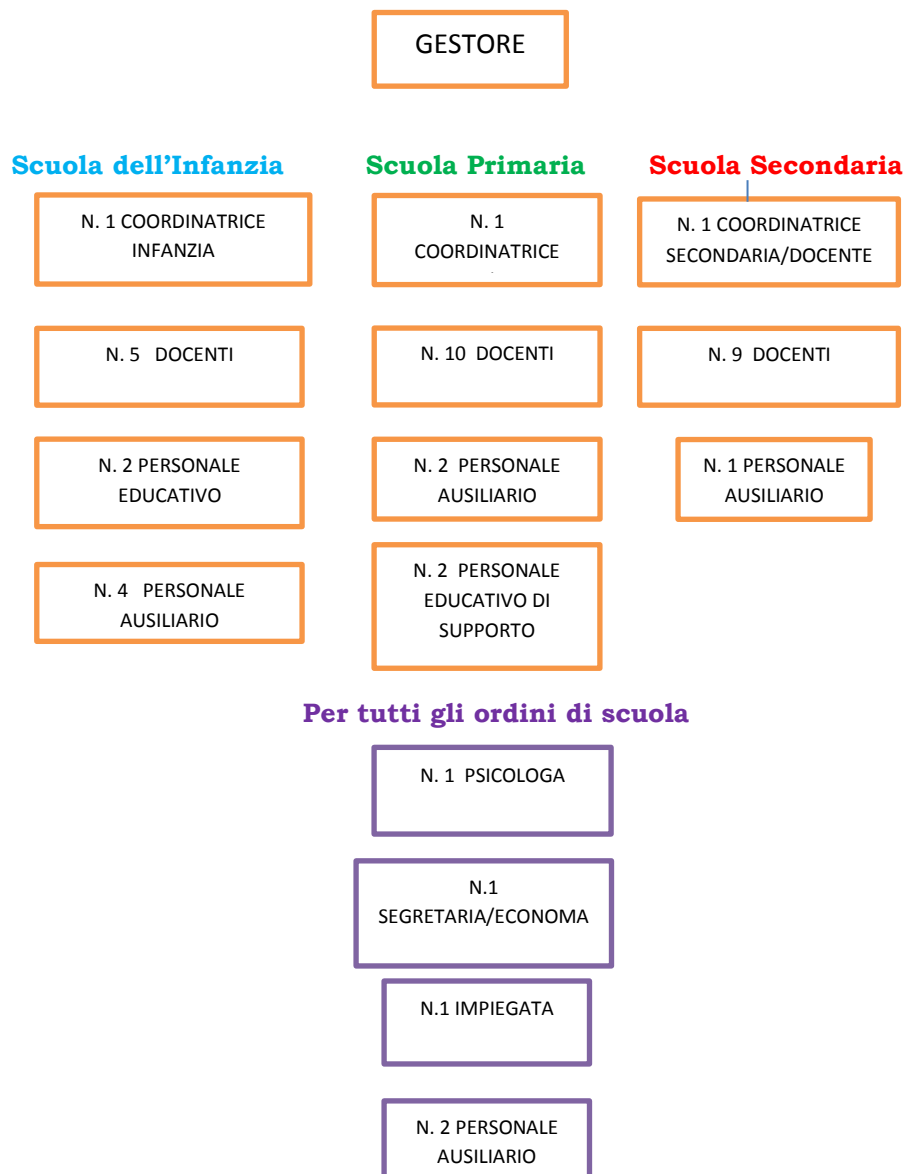 GESTORE
Scuola dell'Infanzia
Scuola Primaria
Scuola Secondaria
N. 1 COORDINATRICE
INFANZIA
N. 1
COORDINATRICE
N. 1 COORDINATRICE
SECONDARIA/DOCENTE
N. 5 DOCENTI
N. 10 DOCENTI
N. 9 DOCENTI
N. 2 PERSONALE
EDUCATIVO
N. 2 PERSONALE
AUSILIARIO
N. 1 PERSONALE
AUSILIARIO
N. 4 PERSONALE
AUSILIARIO
N. 2 PERSONALE
EDUCATIVO DI
SUPPORTO
Per tutti gli ordini di scuola
N. 1 PSICOLOGA
N.1
SEGRETARIA/ECONOMA
N.1 IMPIEGATA
N. 2 PERSONALE
AUSILIARIO